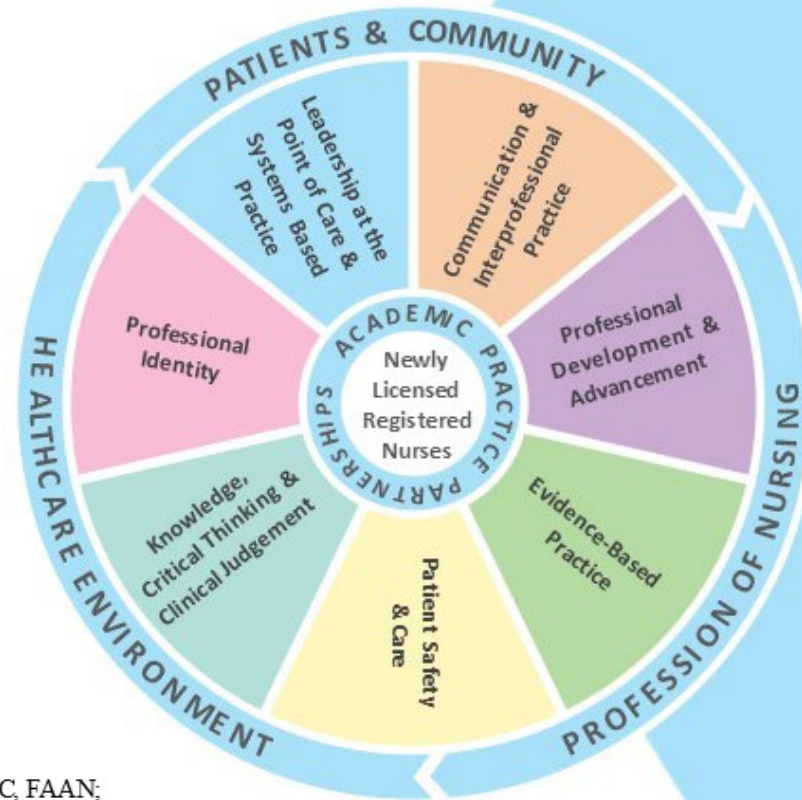 PATIENTS & COMMUNITY
Leadership at the
Point of Care &
Systems Based
Practice
Communication &
Interprofessional
Practice
Professional
Identity
Professional
Development &
Advancement
ACADEMIC PRACTICE PARTNERSHIPS
Newly
Licensed
Registered
Nurses
Knowledge,
Critical Thinking &
Clinical Judgement
Evidence-Based
Practice
Patient Safety
& Care
HEALTHCARE ENVIRONMENT
PROFESSION OF NURSING
C, FAAN;